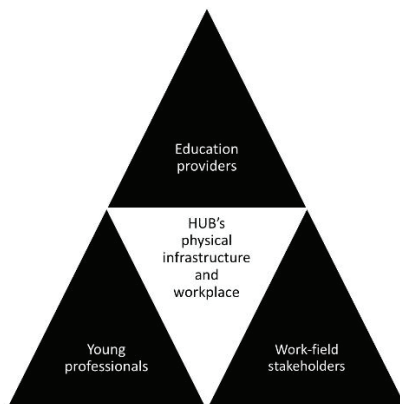 Education
providers
HUB's
physical
infrastructure
and
workplace
Young
professionals
Work-field
stakeholders